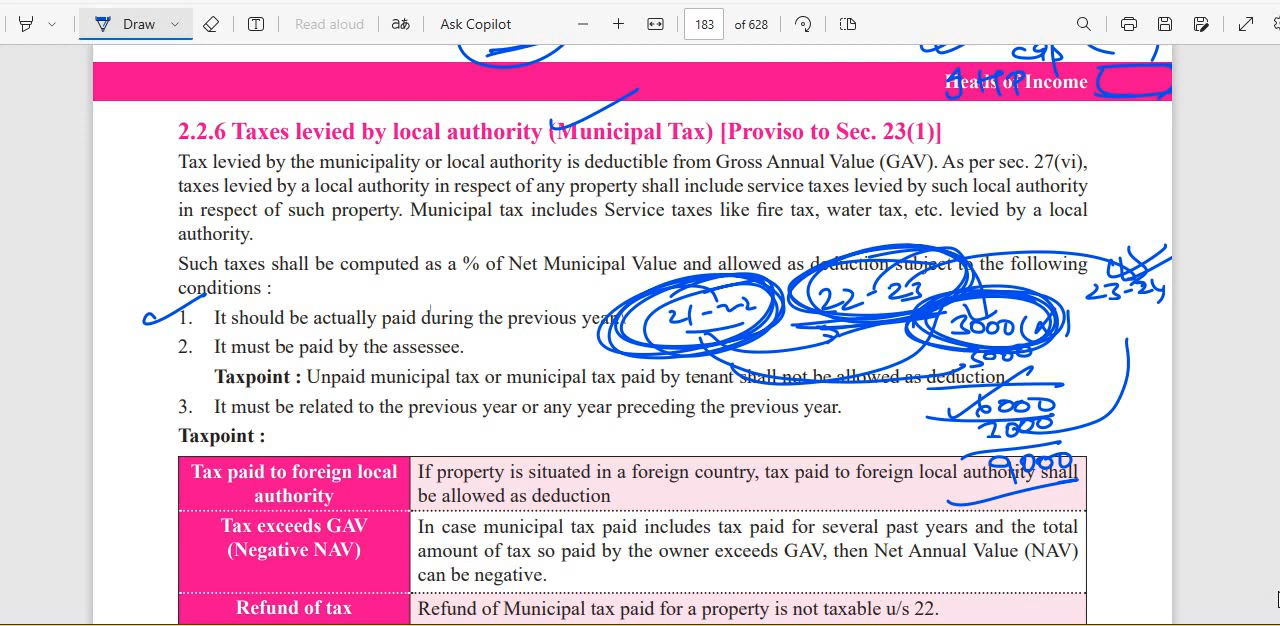 Draw
Read aloud
aあ
Ask Copilot
183
of 628
J HP
Heads of Income
2.2.6 Taxes levied by local authority (Municipal Tax) [Proviso to Sec. 23(1)]
Tax levied by the municipality or local authority is deductible from Gross Annual Value (GAV). As per sec. 27(vi),
taxes levied by a local authority in respect of any property shall include service taxes levied by such local authority
in respect of such property. Municipal tax includes Service taxes like fire tax, water tax, etc. levied by a local
authority.
Such taxes shall be computed as a % of Net Municipal Value and allowed as deduction subject to the following
conditions :
21-22
22-23
23-24
1. It should be actually paid during the previous year.
3000
3000
2. It must be paid by the assessee.
Taxpoint : Unpaid municipal tax or municipal tax paid by tenant shall not be allowed as deduction
6000
3. It must be related to the previous year or any year preceding the previous year.
2000
Taxpoint :
9,000
Tax paid to foreign local
authority
If property is situated in a foreign country, tax paid to foreign local authority shall
be allowed as deduction
Tax exceeds GAV
(Negative NAV)
In case municipal tax paid includes tax paid for several past years and the total
amount of tax so paid by the owner exceeds GAV, then Net Annual Value (NAV)
can be negative.
Refund of tax
Refund of Municipal tax paid for a property is not taxable u/s 22.